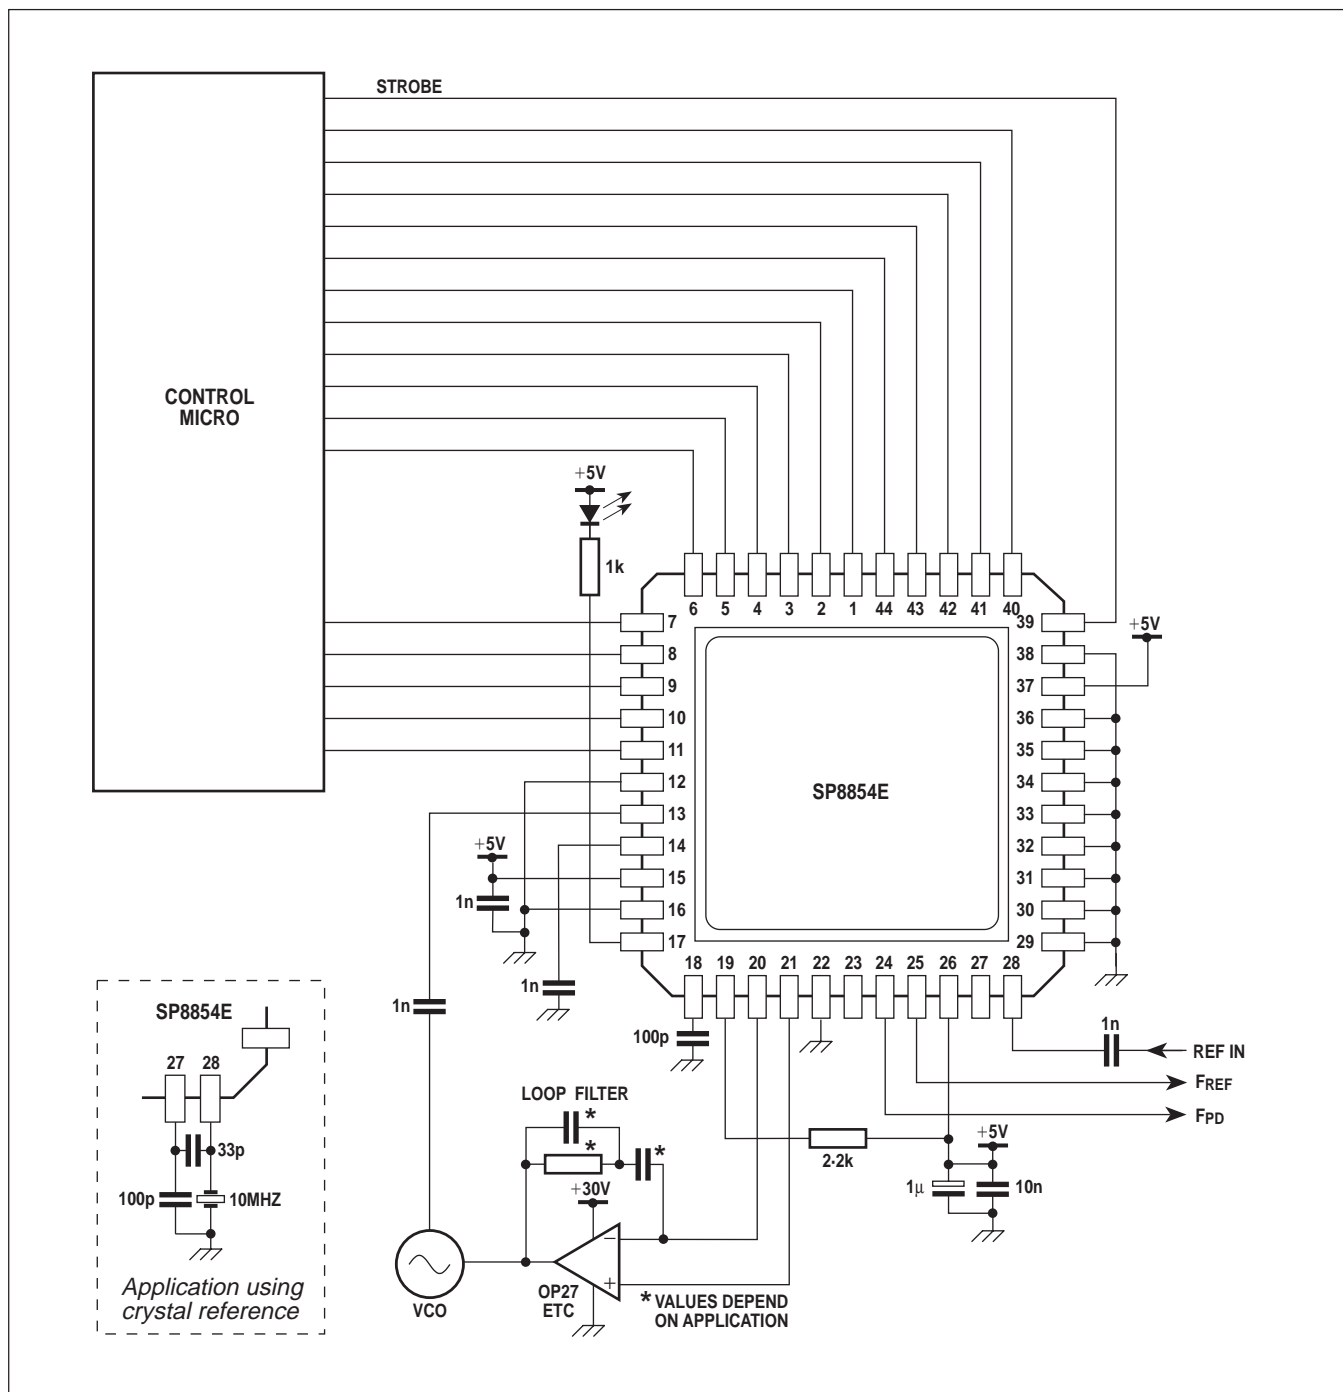 STROBE
CONTROL
MICRO
+5V
1k
6 5 4 3 2 1 44 43 42 41 40
7
8
9
10
11
12
13
14
15
16
17
39
38
37
36
35
34
33
32
31
30
29
+5V
SP8854E
+5V
1n
1n
1n
18 19 20 21 22 23 24 25 26 27 28
100p
1n
REF IN
FREF
FPD
2·2k
+5V
1μ
10n
LOOP FILTER
*
*
*
+30V
−
+
OP27
ETC
VCO
* VALUES DEPEND
ON APPLICATION
SP8854E
27 28
33p
100p
10MHZ
Application using
crystal reference